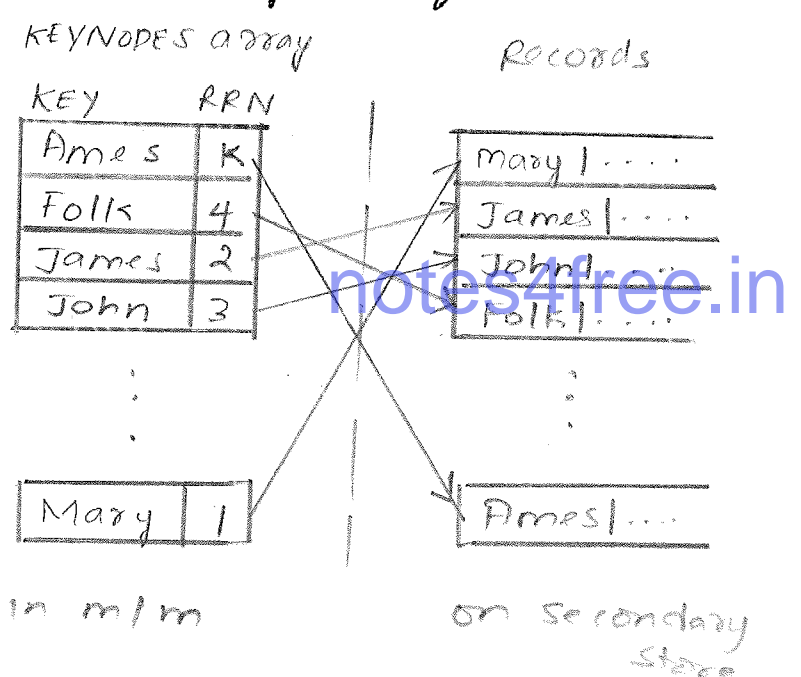 KEYNODES array
Records
KEY RRN
Ames K
Folk 4
James 2
John 3
Mary 1
Mary | . . . .
James | . . . .
John | . . .
Folk | . . . .
Ames | . . . .
in m/m
on secondary
store
notes4free.in